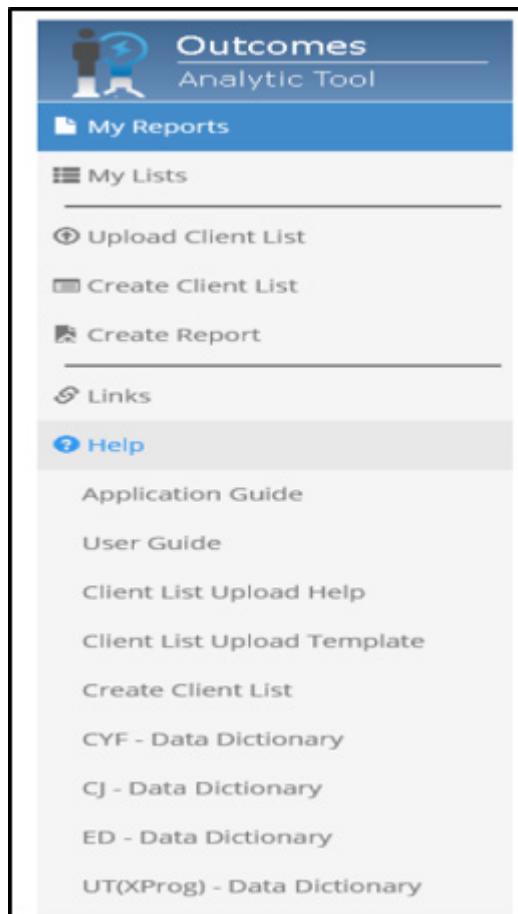 Outcomes
Analytic Tool
My Reports
My Lists
Upload Client List
Create Client List
Create Report
Links
Help
Application Guide
User Guide
Client List Upload Help
Client List Upload Template
Create Client List
CYF - Data Dictionary
CJ - Data Dictionary
ED - Data Dictionary
UT(XProg) - Data Dictionary